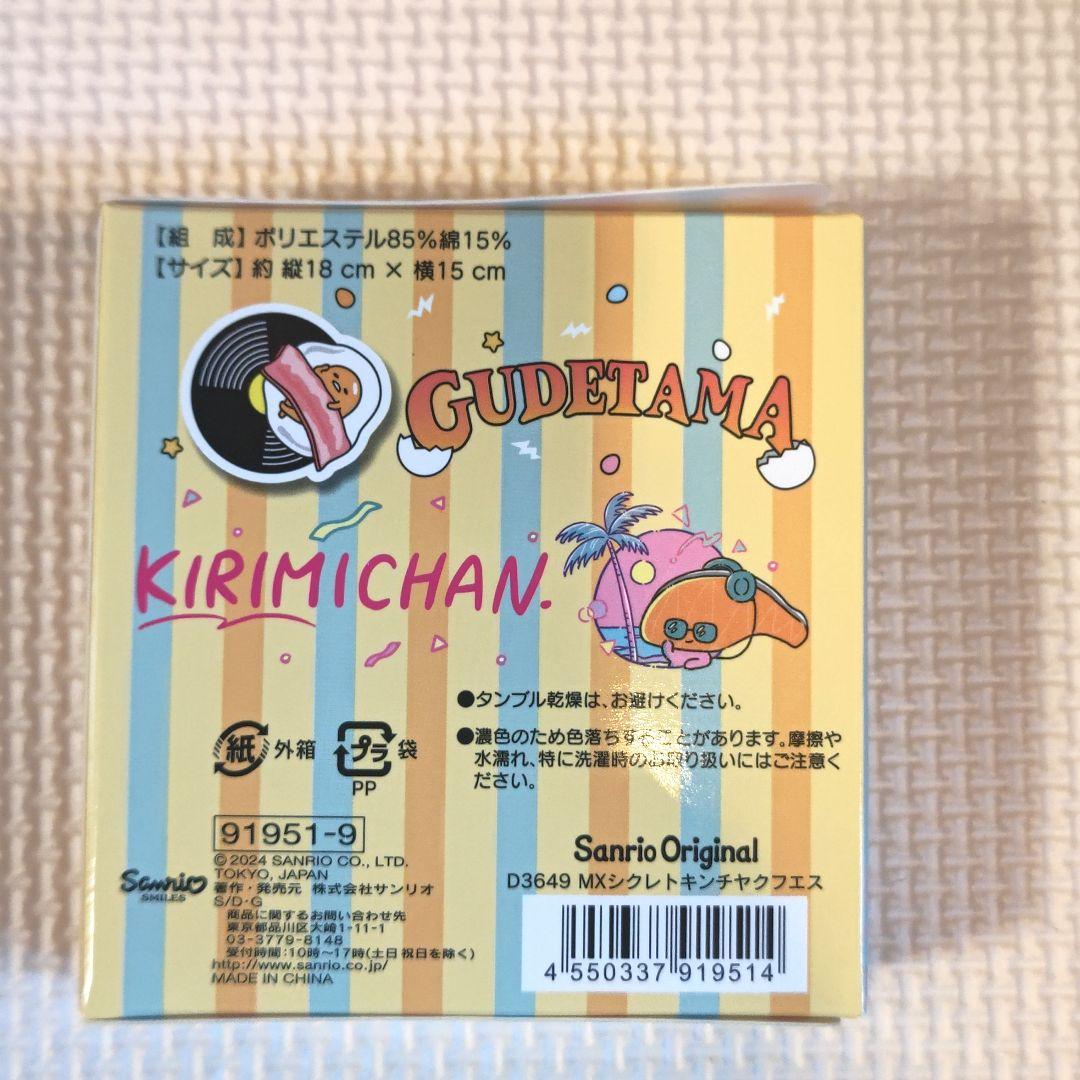 【組　成】ポリエステル85%綿15%
【サイズ】約 縦18 cm × 横15 cm
GUDETAMA
KIRIMICHAN.
●タンブル乾燥は、お避けください。
紙 外箱
プラ 袋
PP
●濃色のため色落ちすることがあります。摩擦や
水濡れ、特に洗濯時のお取り扱いにはご注意く
ださい。
91951-9
© 2024 SANRIO CO., LTD.
TOKYO, JAPAN
Sanrio
SMILES
著作・発売元 株式会社サンリオ
S/D・G
商品に関するお問い合わせ先
東京都品川区大崎1-11-1
03-3779-8148
受付時間：10時〜17時(土日祝日を除く)
http://www.sanrio.co.jp/
MADE IN CHINA
Sanrio Original
D3649 MXシクレトキンチヤクフエス
4 550337 919514